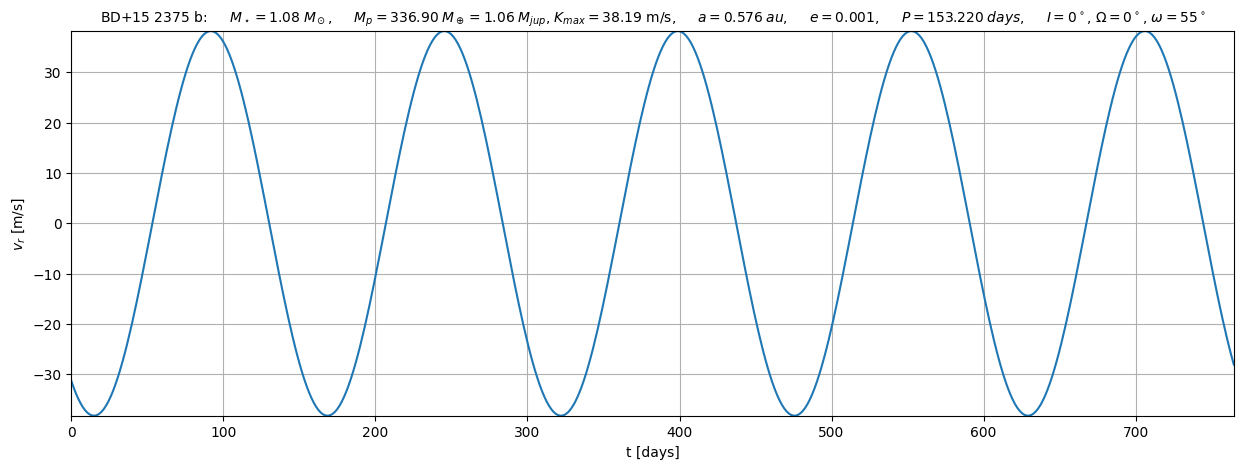 BD+15 2375 b: M⋆ = 1.08 M⊙, Mp = 336.90 M⊕ = 1.06 Mjup, Kmax = 38.19 m/s, a = 0.576 au, e = 0.001, P = 153.220 days, I = 0°, Ω = 0°, ω = 55°
30
20
10
0
−10
−20
−30
vr [m/s]
0 100 200 300 400 500 600 700
t [days]